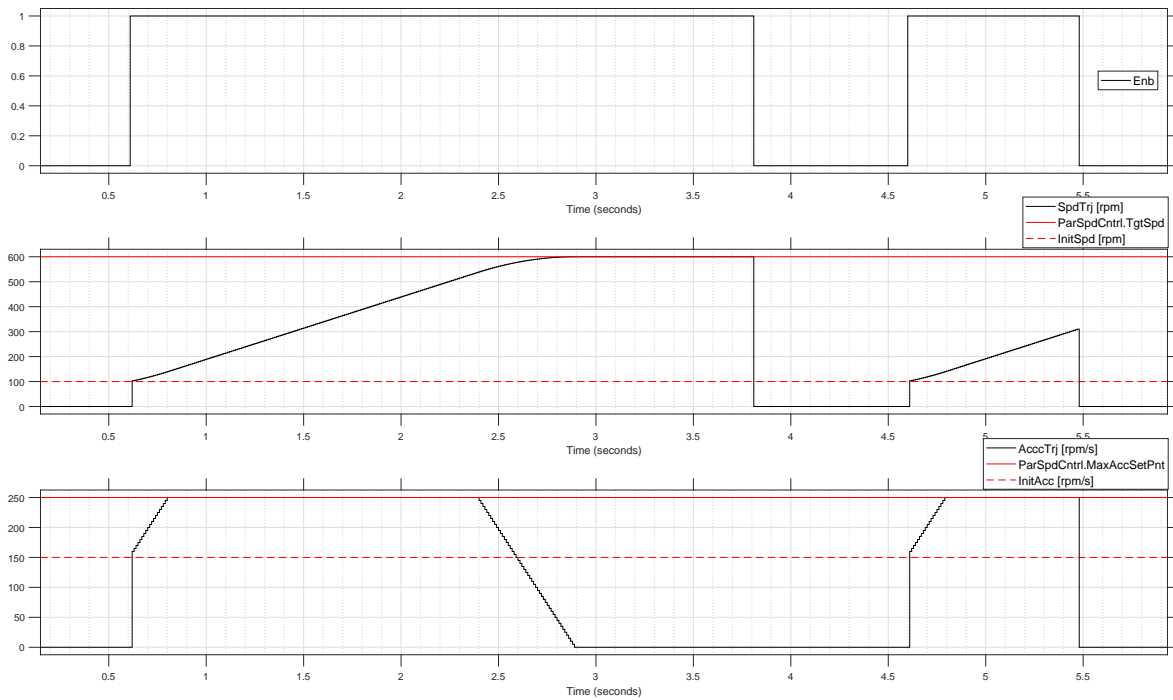 1
0.8
0.6
0.4
0.2
0
Enb
0.5 1 1.5 2 2.5 3 3.5 4 4.5 5 5.5
Time (seconds)
SpdTrj [rpm]
ParSpdCntrl.TgtSpd
InitSpd [rpm]
600
500
400
300
200
100
0
0.5 1 1.5 2 2.5 3 3.5 4 4.5 5 5.5
Time (seconds)
AcccTrj [rpm/s]
ParSpdCntrl.MaxAccSetPnt
InitAcc [rpm/s]
250
200
150
100
50
0
0.5 1 1.5 2 2.5 3 3.5 4 4.5 5 5.5
Time (seconds)